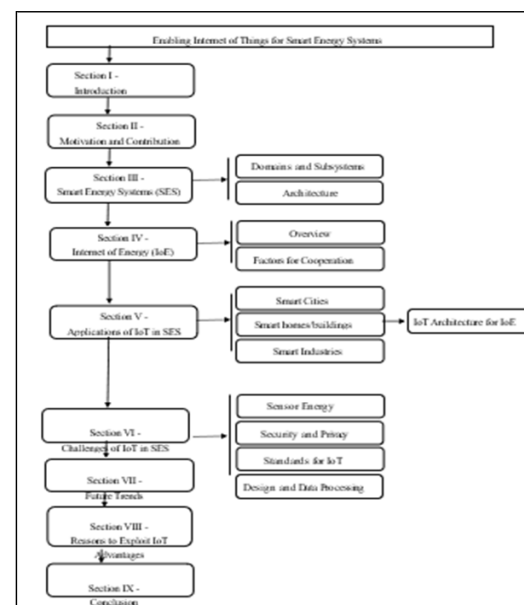 Enabling Internet of Things for Smart Energy Systems
Section I -
Introduction
Section II -
Motivation and Contribution
Section III -
Smart Energy Systems (SES)
Domains and Subsystems
Architecture
Section IV -
Internet of Energy (IoE)
Overview
Factors for Cooperation
Section V -
Applications of IoT in SES
Smart Cities
Smart homes/buildings
Smart Industries
IoT Architecture for IoE
Section VI -
Challenges of IoT in SES
Sensor Energy
Security and Privacy
Standards for IoT
Design and Data Processing
Section VII -
Future Trends
Section VIII -
Reasons to Exploit IoT
Advantages
Section IX -
Conclusion